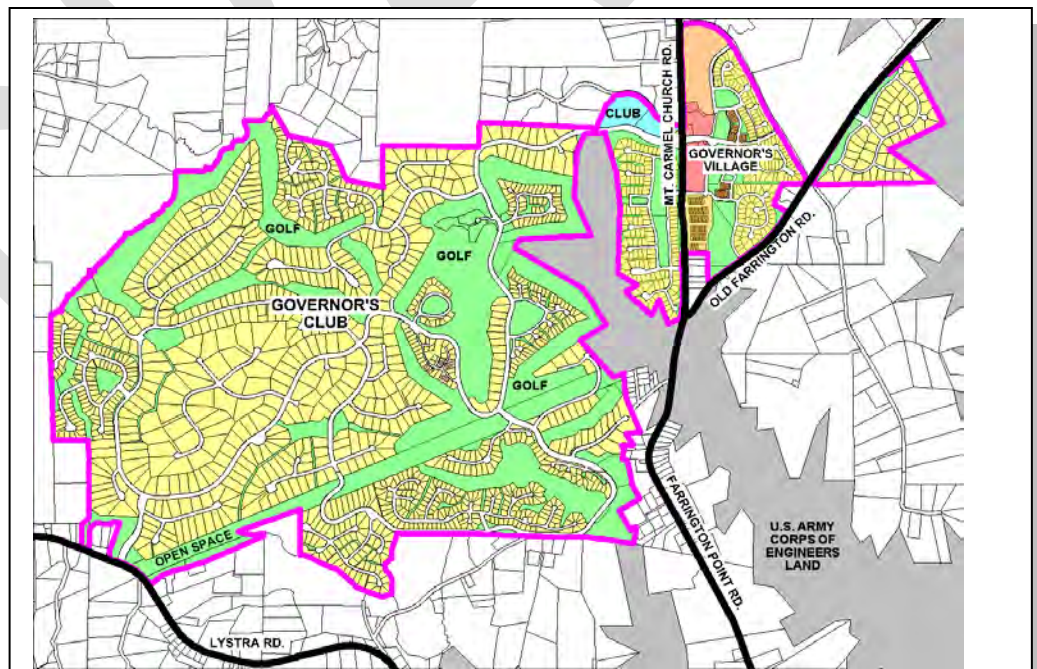 CLUB
MT. CARMEL CHURCH RD.
GOVERNOR'S
VILLAGE
GOLF
GOLF
OLD FARRINGTON RD.
GOVERNOR'S
CLUB
GOLF
FARRINGTON POINT RD.
U.S. ARMY
CORPS OF
ENGINEERS
LAND
OPEN SPACE
LYSTRA RD.